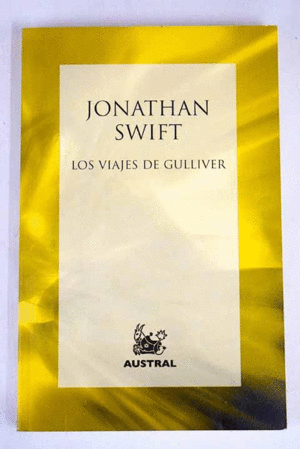 JONATHAN
SWIFT
LOS VIAJES DE GULLIVER
AUSTRAL